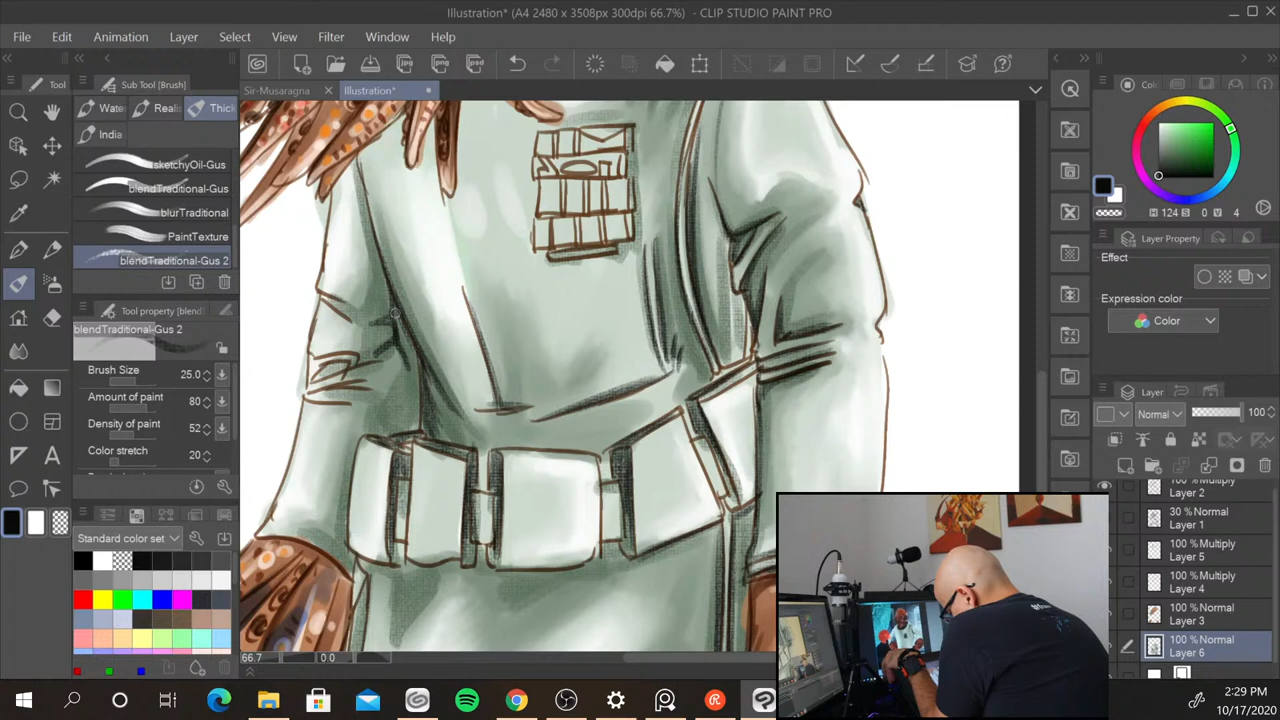 Illustration* (A4 2480 x 3508px 300dpi 66.7%) - CLIP STUDIO PAINT PRO
File Edit Animation Layer Select View Filter Window Help
Tool
Sub Tool [Brush]
Sir-Musaragna
Illustration*
Wate Reali Thick
India
sketchyOil-Gus
blendTraditional-Gus
blurTraditional
PaintTexture
blendTraditional-Gus 2
Tool property [blend
blendTraditional-Gus 2
Brush Size 25.0
Amount of paint 80
Density of paint 52
Color stretch 20
Standard color set
66.7 0.0
H 124 S 0 V 4
Layer Property
Effect
Expression color
Color
Layer
Normal 100
100 % Multiply
Layer 2
30 % Normal
Layer 1
100 % Multiply
Layer 5
100 % Multiply
Layer 4
100 % Normal
Layer 3
100 % Normal
Layer 6
2:29 PM
10/17/2020